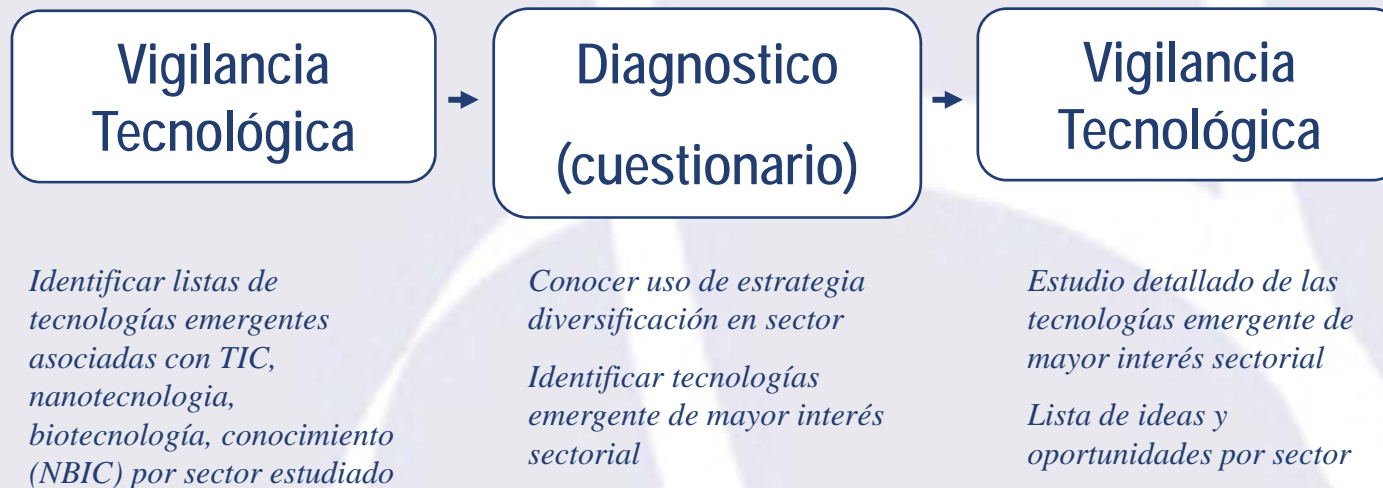 Vigilancia
Tecnológica
Diagnostico
(cuestionario)
Vigilancia
Tecnológica
Identificar listas de
tecnologías emergentes
asociadas con TIC,
nanotecnologia,
biotecnología, conocimiento
(NBIC) por sector estudiado
Conocer uso de estrategia
diversificación en sector
Identificar tecnologías
emergente de mayor interés
sectorial
Estudio detallado de las
tecnologías emergente de
mayor interés sectorial
Lista de ideas y
oportunidades por sector